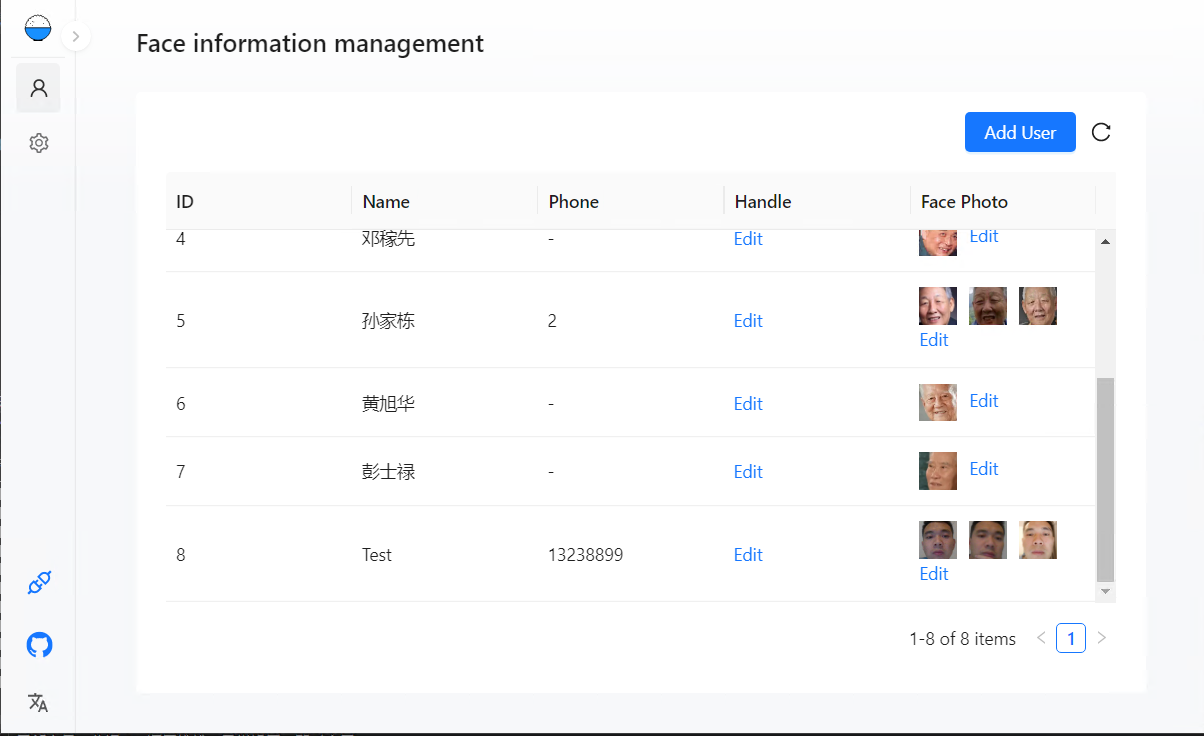 Face information management
Add User
ID Name Phone Handle Face Photo
4 邓稼先 - Edit Edit
5 孙家栋 2 Edit
Edit
6 黄旭华 - Edit Edit
7 彭士禄 - Edit Edit
8 Test 13238899 Edit
Edit
1-8 of 8 items < 1 >